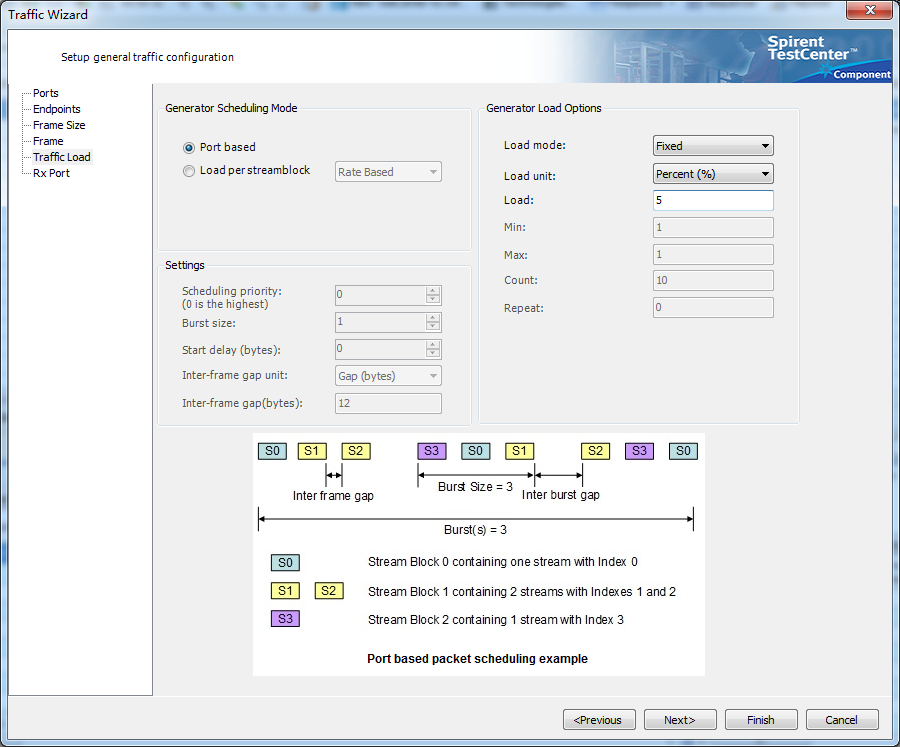 Traffic Wizard
Setup general traffic configuration
Spirent
TestCenter™
Component
Ports
Endpoints
Frame Size
Frame
Traffic Load
Rx Port
Generator Scheduling Mode
Port based
Load per streamblock
Rate Based
Generator Load Options
Load mode:
Fixed
Load unit:
Percent (%)
Load:
5
Min:
1
Max:
1
Count:
10
Repeat:
0
Settings
Scheduling priority:
(0 is the highest)
0
Burst size:
1
Start delay (bytes):
0
Inter-frame gap unit:
Gap (bytes)
Inter-frame gap(bytes):
12
S0 S1 S2 S3 S0 S1 S2 S3 S0
Inter frame gap
Burst Size = 3
Inter burst gap
Burst(s) = 3
S0 Stream Block 0 containing one stream with Index 0
S1 S2 Stream Block 1 containing 2 streams with Indexes 1 and 2
S3 Stream Block 2 containing 1 stream with Index 3
Port based packet scheduling example
<Previous
Next>
Finish
Cancel